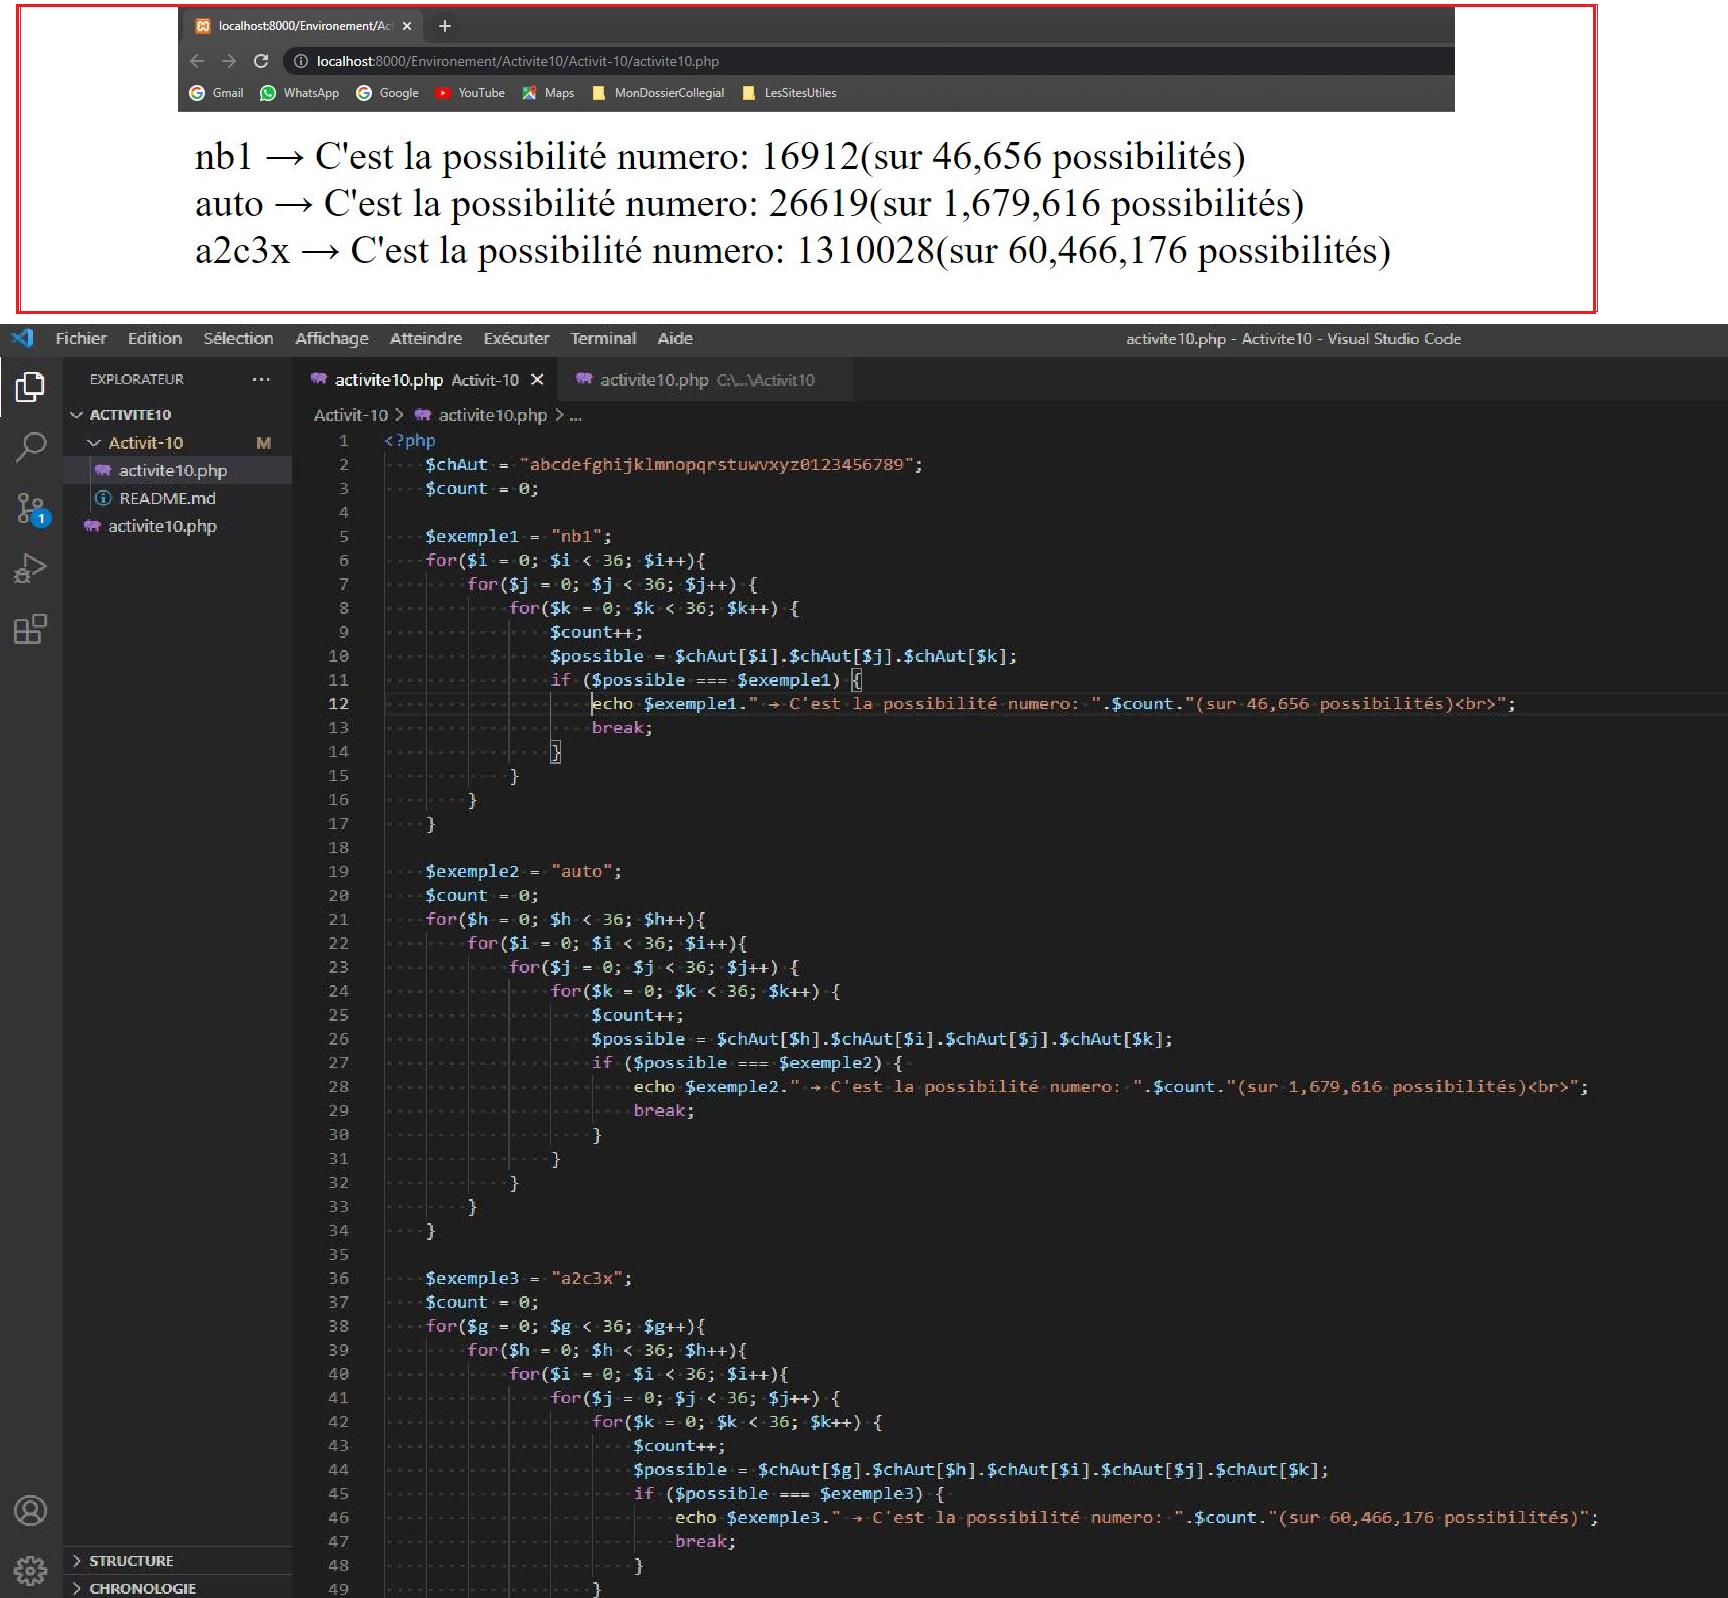 localhost:8000/Environement/Ac
localhost:8000/Environement/Activite10/Activit-10/activite10.php
Gmail WhatsApp Google YouTube Maps MonDossierCollegial LesSitesUtiles
nb1 → C'est la possibilité numero: 16912(sur 46,656 possibilités)
auto → C'est la possibilité numero: 26619(sur 1,679,616 possibilités)
a2c3x → C'est la possibilité numero: 1310028(sur 60,466,176 possibilités)
Fichier Edition Sélection Affichage Atteindre Exécuter Terminal Aide activite10.php - Activite10 - Visual Studio Code
EXPLORATEUR ... activite10.php Activit-10 activite10.php C:\...\Activit10
ACTIVITE10
Activit-10 M
activite10.php
README.md
activite10.php
1
Activit-10 > activite10.php > ...
1 <?php
2 $chAut = "abcdefghijklmnopqrstuwvxyz0123456789";
3 $count = 0;
4
5 $exemple1 = "nb1";
6 for($i = 0; $i < 36; $i++){
7 for($j = 0; $j < 36; $j++) {
8 for($k = 0; $k < 36; $k++) {
9 $count++;
10 $possible = $chAut[$i].$chAut[$j].$chAut[$k];
11 if ($possible === $exemple1) {
12 echo $exemple1." → C'est la possibilité numero: ".$count."(sur 46,656 possibilités)<br>";
13 break;
14 }
15 }
16 }
17 }
18
19 $exemple2 = "auto";
20 $count = 0;
21 for($h = 0; $h < 36; $h++){
22 for($i = 0; $i < 36; $i++){
23 for($j = 0; $j < 36; $j++) {
24 for($k = 0; $k < 36; $k++) {
25 $count++;
26 $possible = $chAut[$h].$chAut[$i].$chAut[$j].$chAut[$k];
27 if ($possible === $exemple2) {
28 echo $exemple2." → C'est la possibilité numero: ".$count."(sur 1,679,616 possibilités)<br>";
29 break;
30 }
31 }
32 }
33 }
34 }
35
36 $exemple3 = "a2c3x";
37 $count = 0;
38 for($g = 0; $g < 36; $g++){
39 for($h = 0; $h < 36; $h++){
40 for($i = 0; $i < 36; $i++){
41 for($j = 0; $j < 36; $j++) {
42 for($k = 0; $k < 36; $k++) {
43 $count++;
44 $possible = $chAut[$g].$chAut[$h].$chAut[$i].$chAut[$j].$chAut[$k];
45 if ($possible === $exemple3) {
46 echo $exemple3." → C'est la possibilité numero: ".$count."(sur 60,466,176 possibilités)";
47 break;
48 }
49 }
STRUCTURE
CHRONOLOGIE